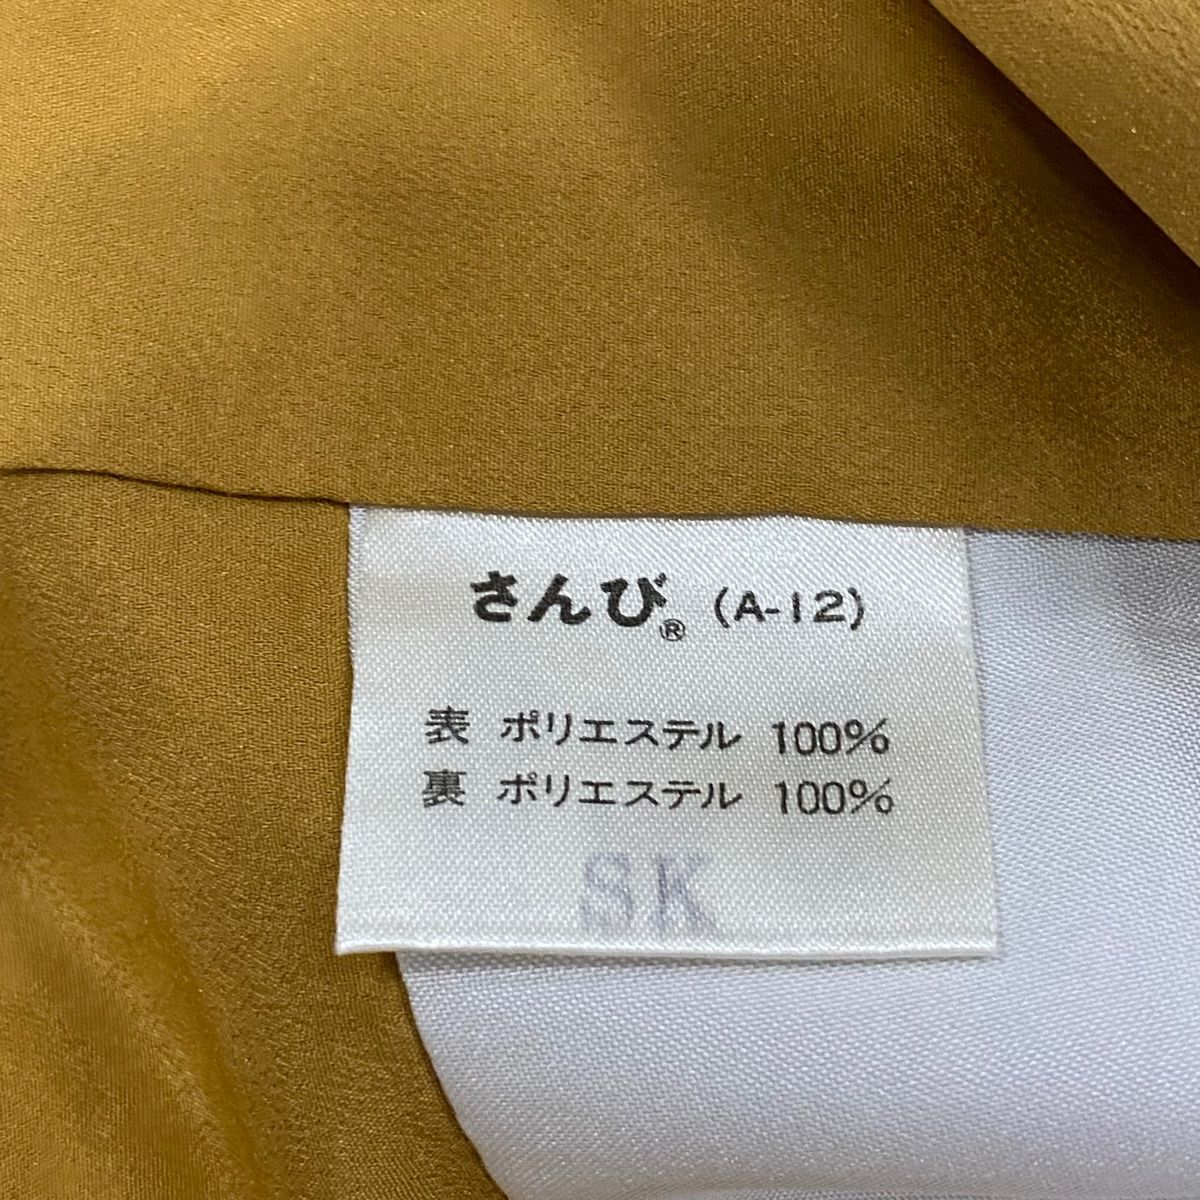 さんび® (A-12)
表 ポリエステル 100%
裏 ポリエステル 100%
SK